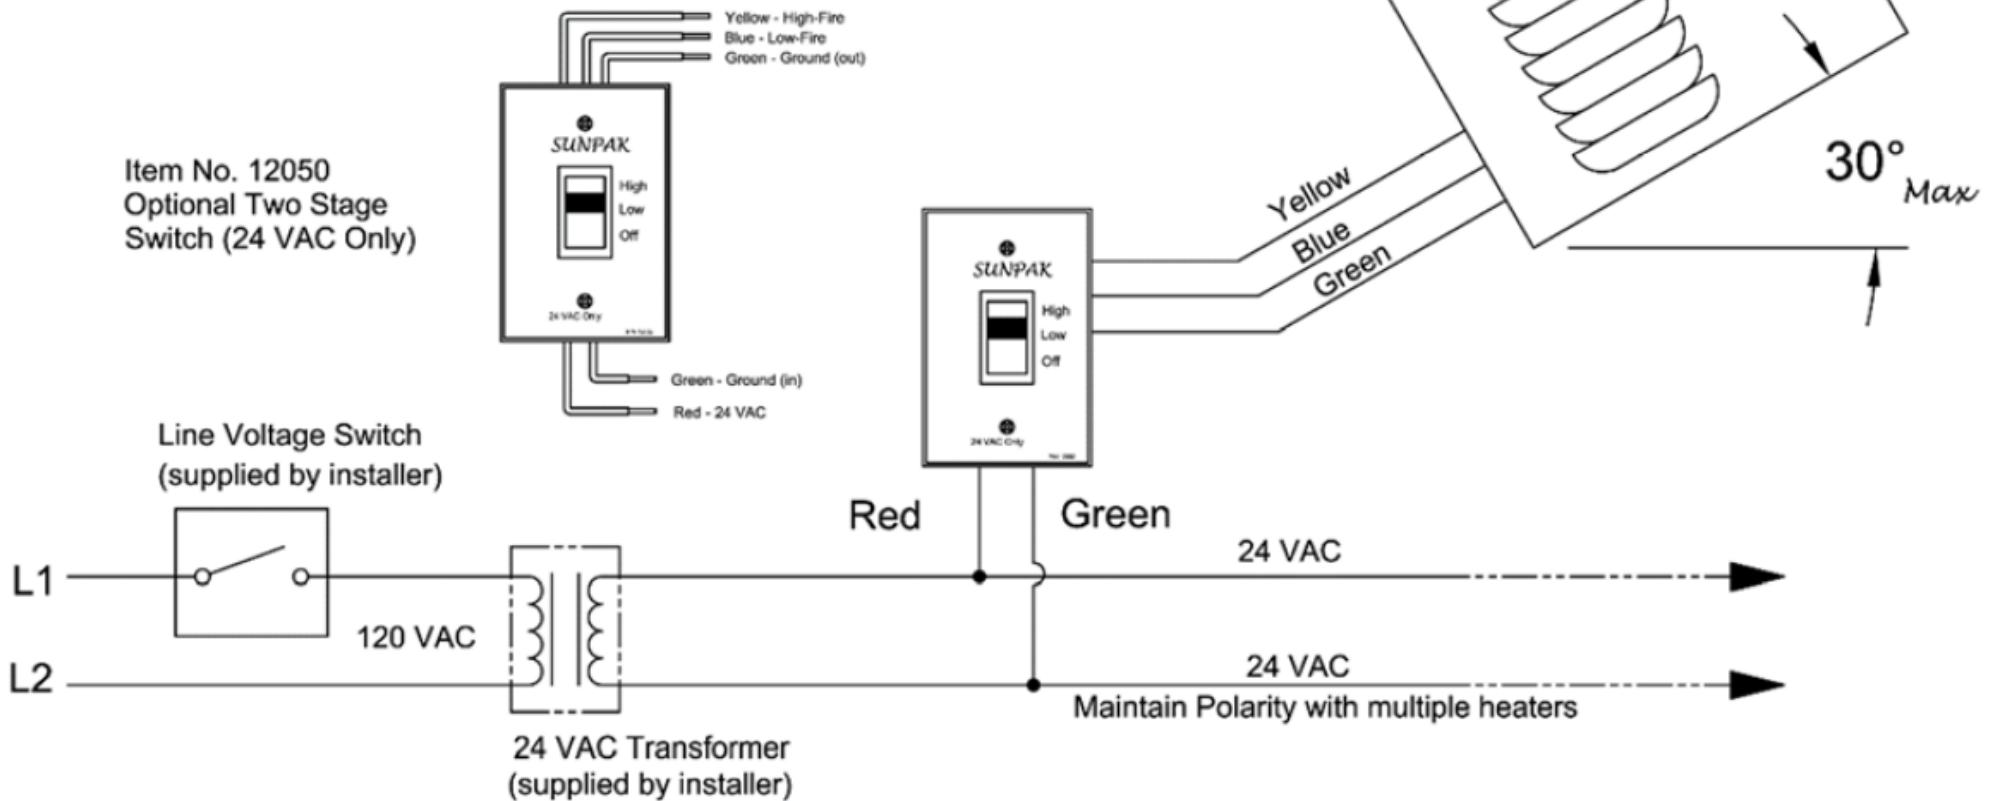 Yellow - High-Fire
Blue - Low-Fire
Green - Ground (out)
SUNPAK
High
Low
Off
24 VAC Only
Item No. 12050
Optional Two Stage
Switch (24 VAC Only)
Green - Ground (in)
Red - 24 VAC
30° Max
Yellow
Blue
Green
SUNPAK
High
Low
Off
24 VAC Only
Line Voltage Switch
(supplied by installer)
Red
Green
L1
120 VAC
24 VAC
L2
24 VAC
Maintain Polarity with multiple heaters
24 VAC Transformer
(supplied by installer)